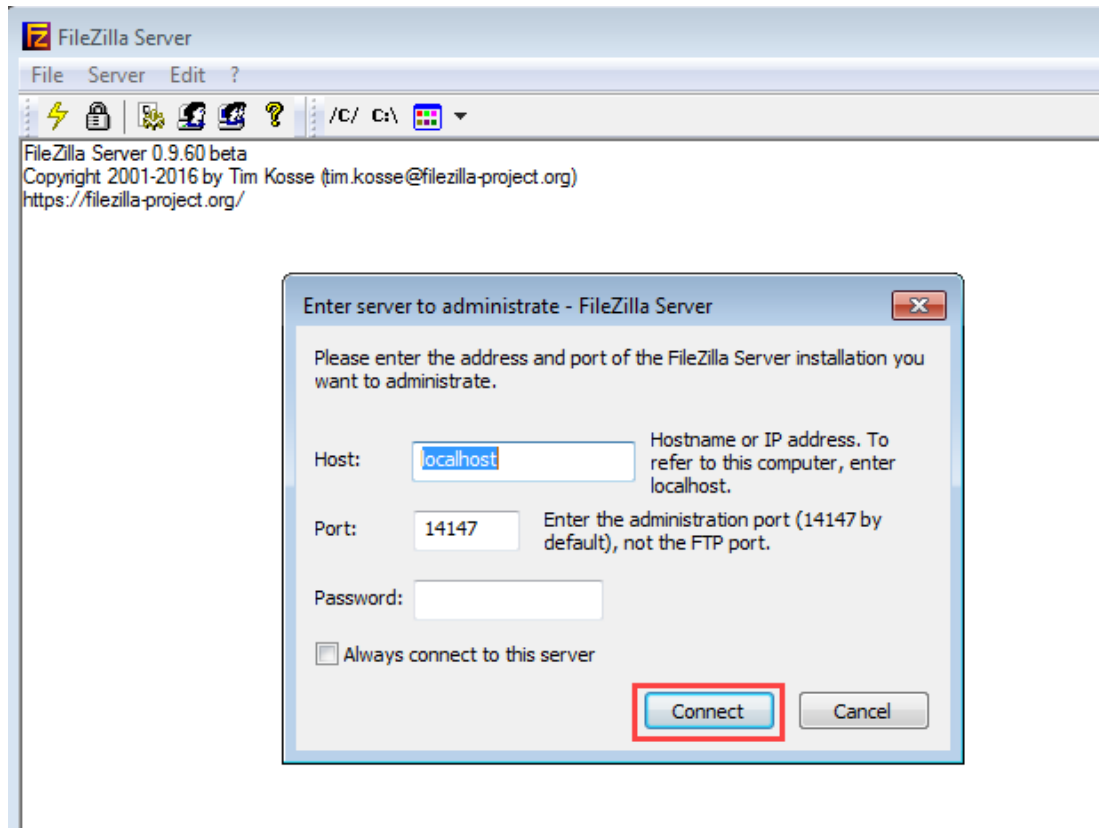 FileZilla Server
File Server Edit ?
/C/ C:\
FileZilla Server 0.9.60 beta
Copyright 2001-2016 by Tim Kosse (tim.kosse@filezilla-project.org)
https://filezilla-project.org/
Enter server to administrate - FileZilla Server
Please enter the address and port of the FileZilla Server installation you
want to administrate.
Host: localhost
Hostname or IP address. To
refer to this computer, enter
localhost.
Port: 14147
Enter the administration port (14147 by
default), not the FTP port.
Password:
Always connect to this server
Connect Cancel